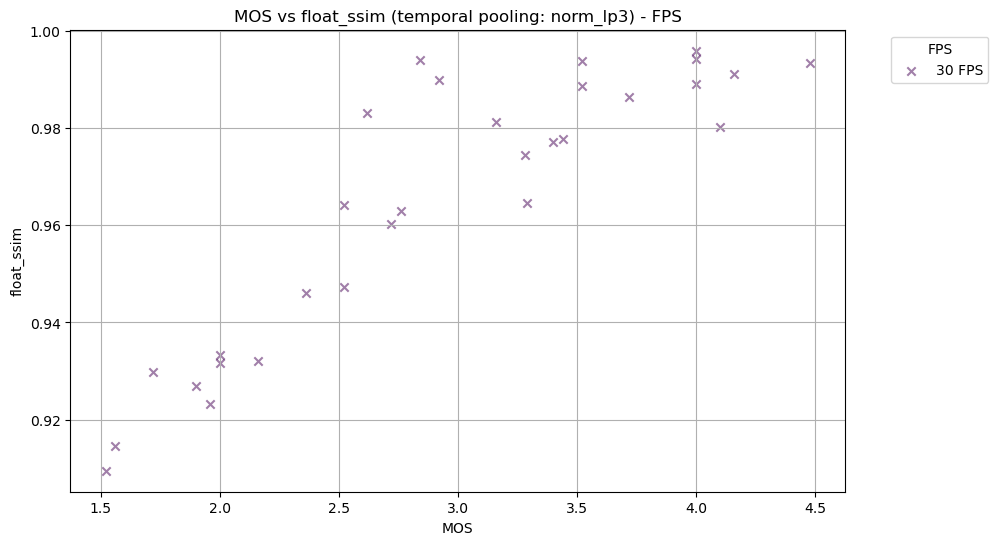 MOS vs float_ssim (temporal pooling: norm_lp3) - FPS
1.00
0.98
0.96
0.94
0.92
float_ssim
1.5
2.0
2.5
3.0
3.5
4.0
4.5
MOS
FPS
30 FPS